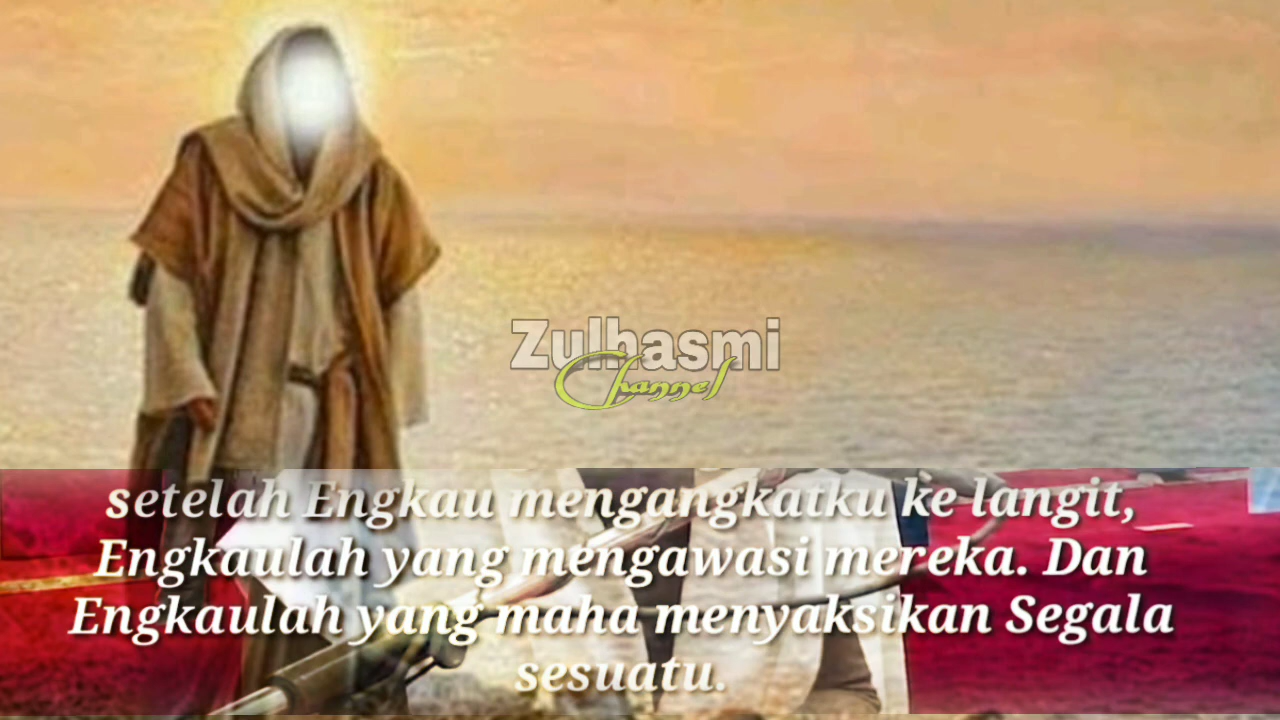 Zulhasmi
Channel
setelah Engkau mengangkatku ke langit,
Engkaulah yang mengawasi mereka. Dan
Engkaulah yang maha menyaksikan Segala
sesuatu.